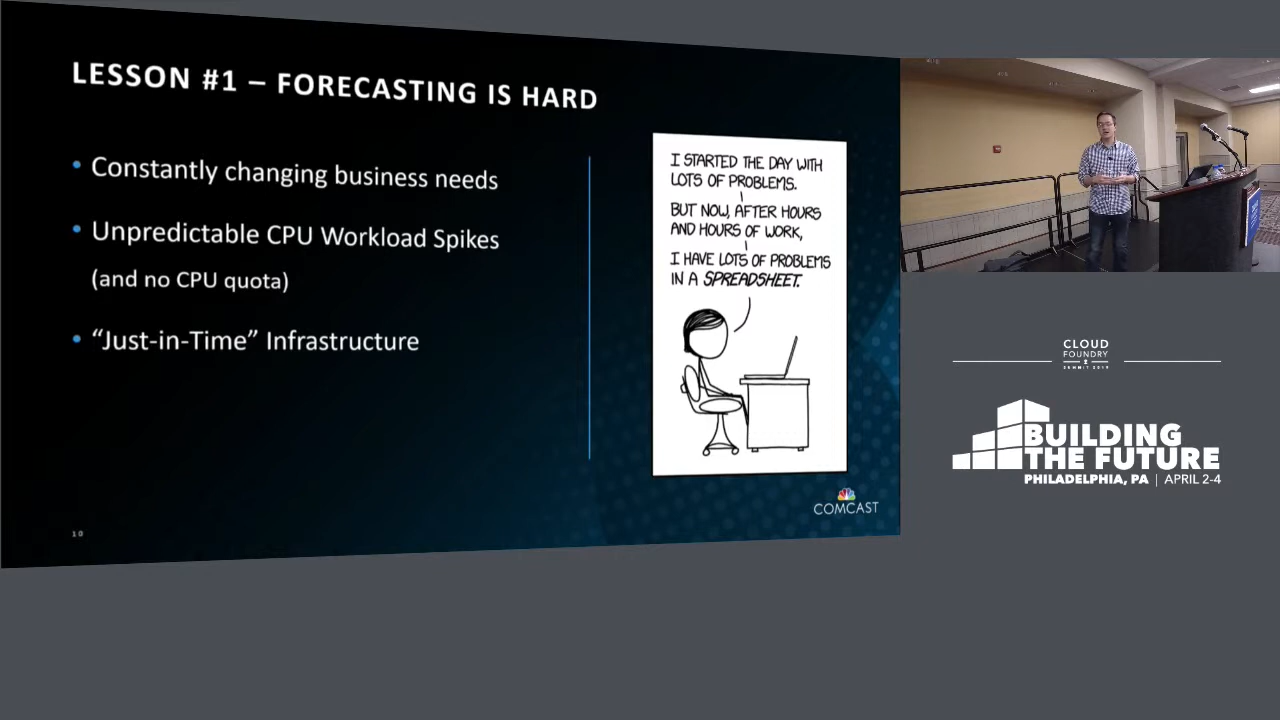 LESSON #1 – FORECASTING IS HARD
• Constantly changing business needs
• Unpredictable CPU Workload Spikes
(and no CPU quota)
• “Just-in-Time” Infrastructure
I STARTED THE DAY WITH
LOTS OF PROBLEMS.
BUT NOW, AFTER HOURS
AND HOURS OF WORK,
I HAVE LOTS OF PROBLEMS
IN A SPREADSHEET.
COMCAST
10
CLOUD
FOUNDRY
SUMMIT 2019
BUILDING
THE FUTURE
PHILADELPHIA, PA | APRIL 2-4